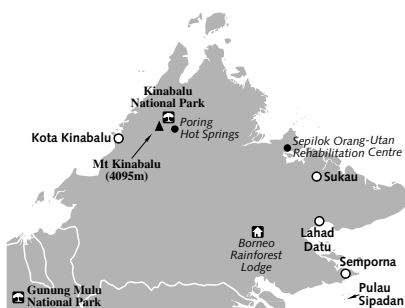 Kinabalu
National Park
Poring
Hot Springs
Kota Kinabalu
Mt Kinabalu
(4095m)
Sepilok Orang-Utan
Rehabilitation Centre
Sukau
Lahad
Datu
Borneo
Rainforest
Lodge
Semporna
Pulau
Sipadan
Gunung Mulu
National Park